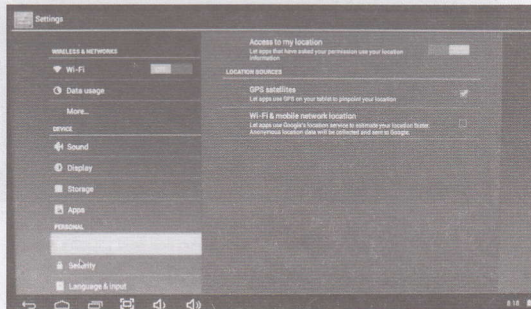 Settings
WIRELESS & NETWORKS
Wi-Fi
Data usage
More...
DEVICE
Sound
Display
Storage
Apps
PERSONAL
Security
Language & input
Access to my location
Let apps that have asked your permission use your location
information
LOCATION SOURCES
GPS satellites
Let apps use GPS on your tablet to pinpoint your location
Wi-Fi & mobile network location
Let apps use Google's location service to estimate your location faster.
Anonymous location data will be collected and sent to Google.
8:18